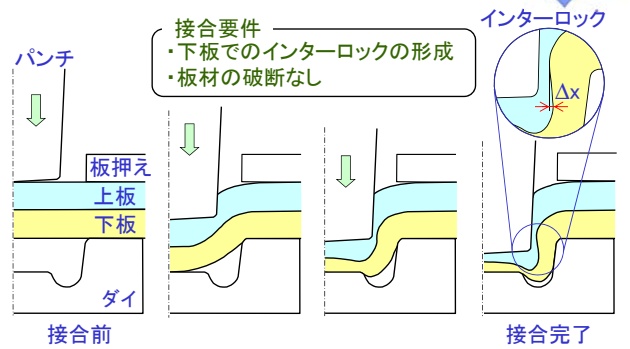 接合要件
・下板でのインターロックの形成
・板材の破断なし
インターロック
Δx
パンチ
板押え
上板
下板
ダイ
接合前
接合完了